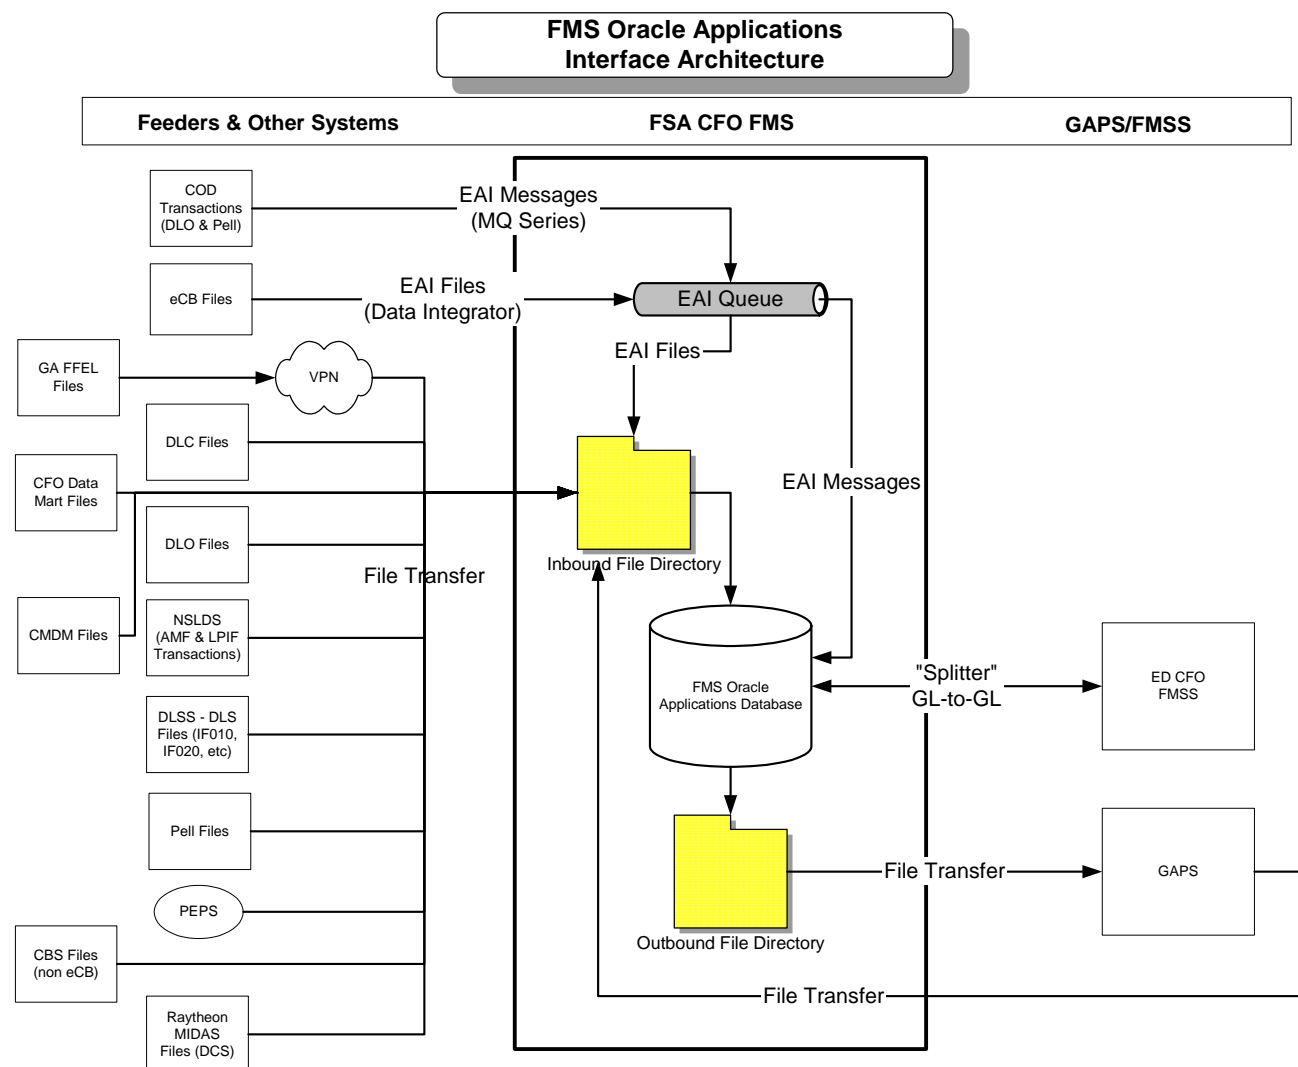 FMS Oracle Applications
Interface Architecture
Feeders & Other Systems
FSA CFO FMS
GAPS/FMSS
COD
Transactions
(DLO & Pell)
EAI Messages
(MQ Series)
eCB Files
EAI Files
(Data Integrator)
EAI Queue
EAI Files
GA FFEL
Files
VPN
DLC Files
CFO Data
Mart Files
EAI Messages
DLO Files
Inbound File Directory
File Transfer
CMDM Files
NSLDS
(AMF & LPIF
Transactions)
FMS Oracle
Applications Database
"Splitter"
GL-to-GL
ED CFO
FMSS
DLSS - DLS
Files (IF010,
IF020, etc)
Pell Files
File Transfer
GAPS
PEPS
Outbound File Directory
CBS Files
(non eCB)
File Transfer
Raytheon
MIDAS
Files (DCS)